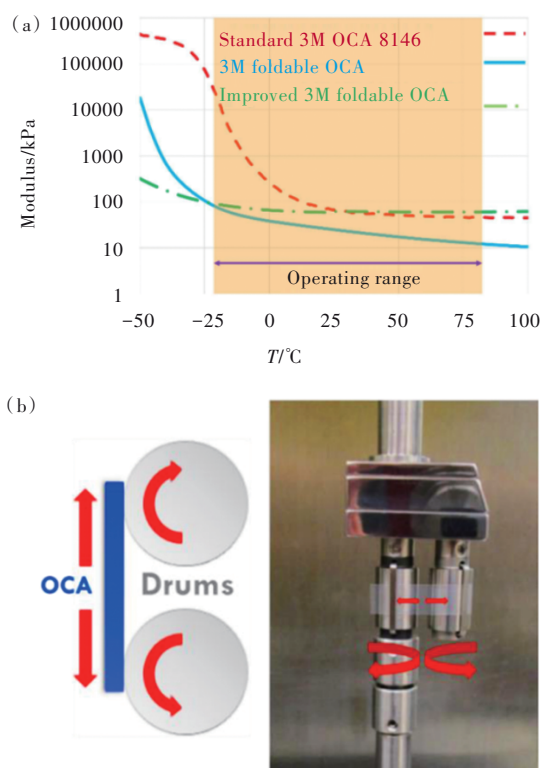 (a)
1000000
100000
10000
1000
100
10
1
Modulus/kPa
Standard 3M OCA 8146
3M foldable OCA
Improved 3M foldable OCA
Operating range
−50
−25
0
25
50
75
100
T/℃
(b)
OCA
Drums